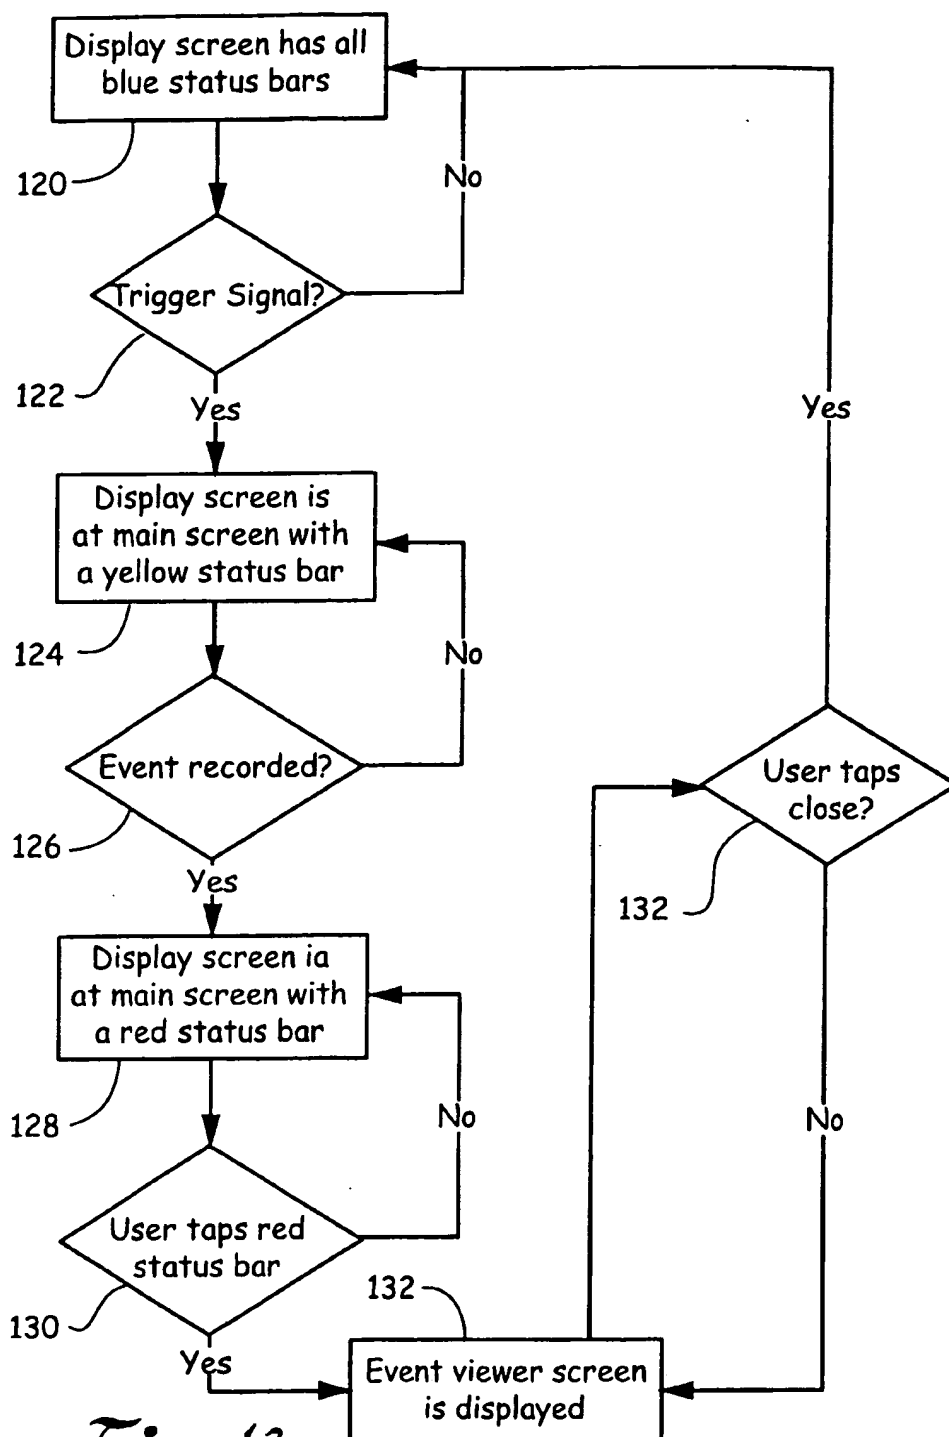 Display screen has all
blue status bars
120
No
Trigger Signal?
122
Yes
Yes
Display screen is
at main screen with
a yellow status bar
124
No
Event recorded?
User taps
close?
126
132
Yes
Display screen ia
at main screen with
a red status bar
128
No
No
User taps red
status bar
130
132
Yes
Event viewer screen
is displayed